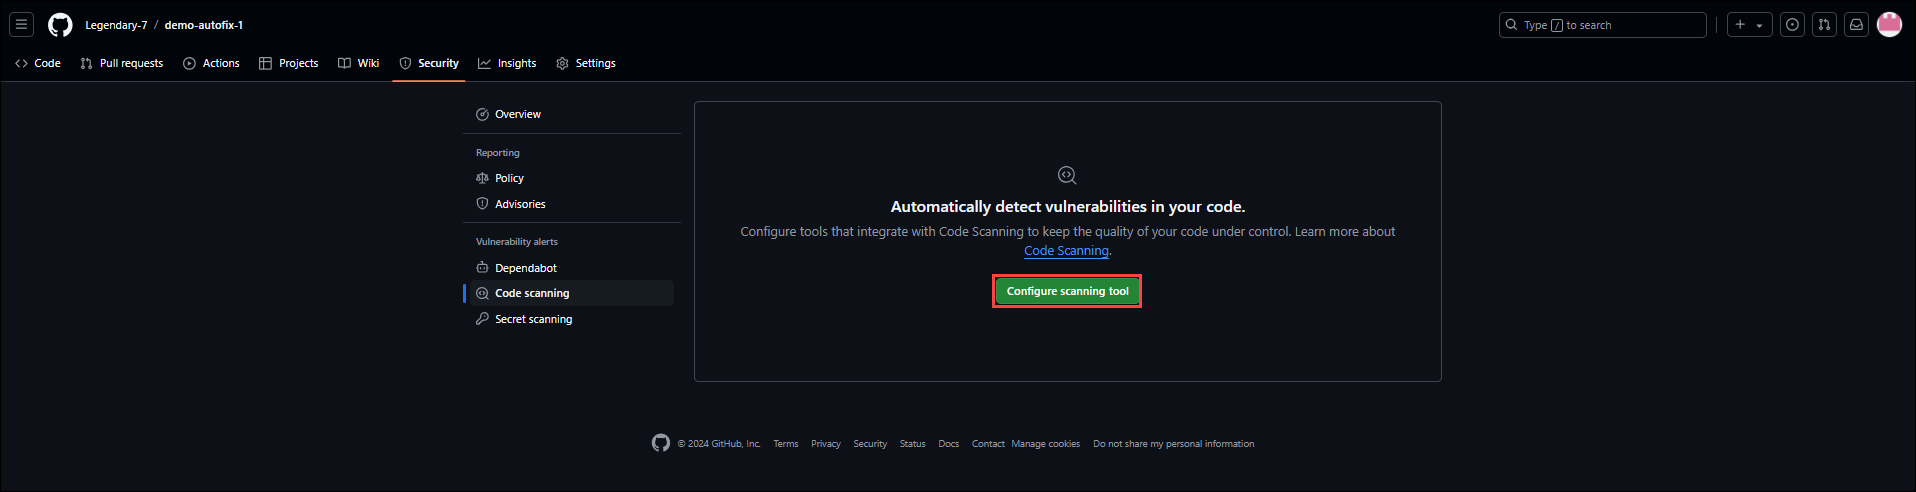 Legendary-7 / demo-autofix-1
Type / to search
Code Pull requests Actions Projects Wiki Security Insights Settings
Overview
Reporting
Policy
Advisories
Vulnerability alerts
Dependabot
Code scanning
Secret scanning
Automatically detect vulnerabilities in your code.
Configure tools that integrate with Code Scanning to keep the quality of your code under control. Learn more about
Code Scanning.
Configure scanning tool
© 2024 GitHub, Inc. Terms Privacy Security Status Docs Contact Manage cookies Do not share my personal information